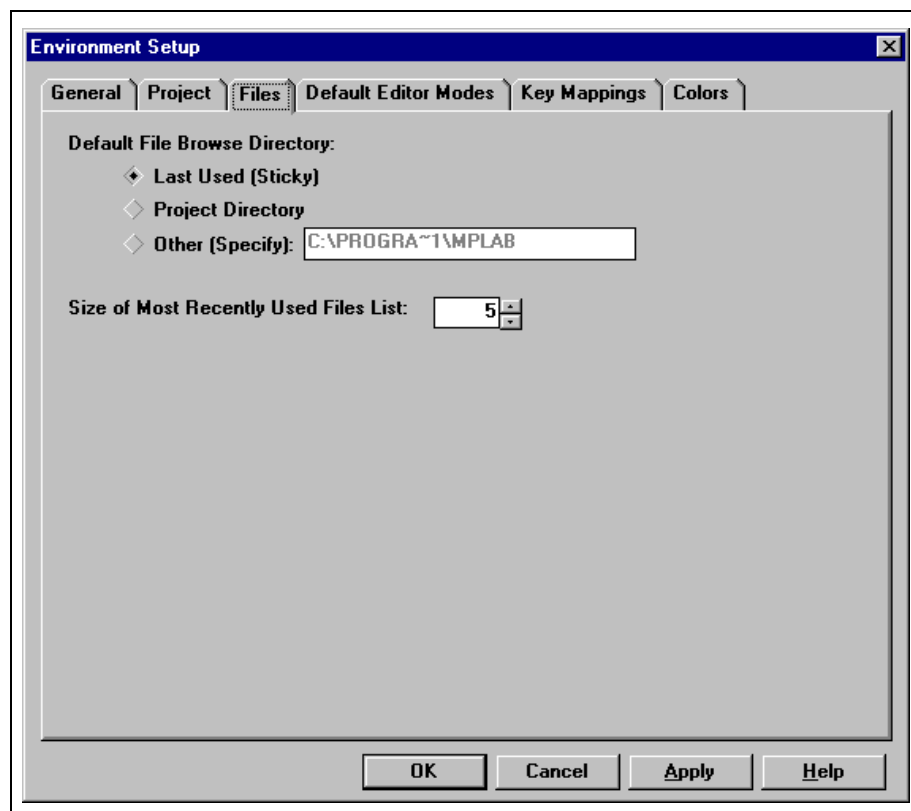 Environment Setup
General Project Files Default Editor Modes Key Mappings Colors
Default File Browse Directory:
Last Used (Sticky)
Project Directory
Other (Specify): C:\PROGRA~1\MPLAB
Size of Most Recently Used Files List: 5
OK Cancel Apply Help